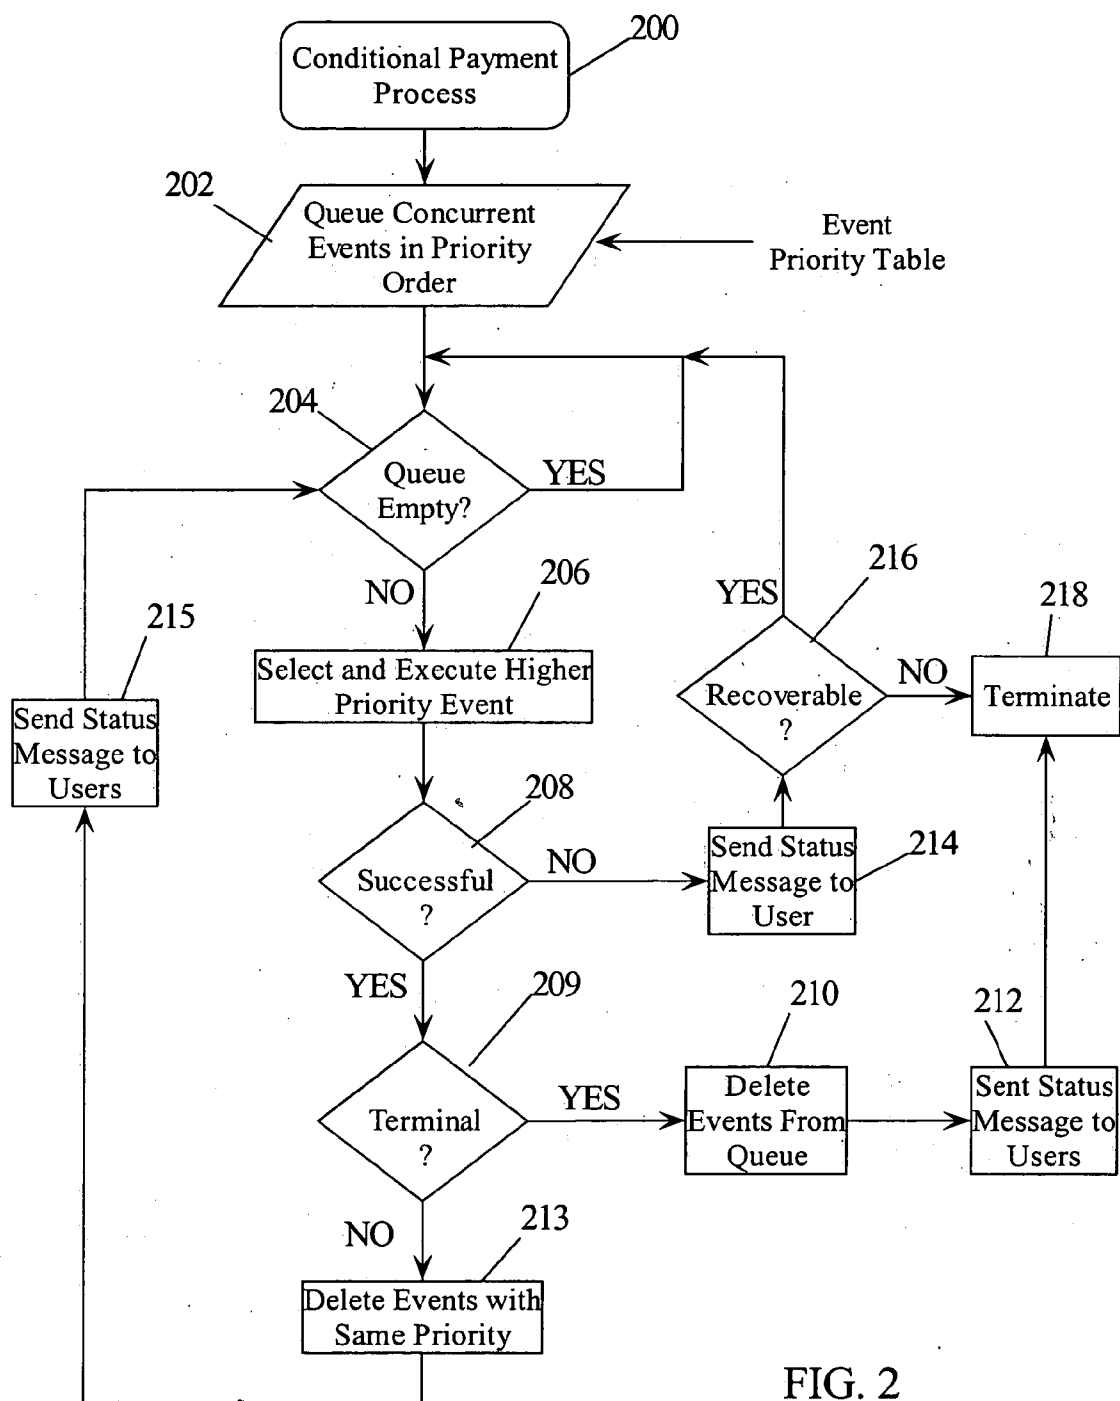 200
Conditional Payment
Process
202
Queue Concurrent
Events in Priority
Order
Event
Priority Table
204
Queue
Empty?
YES
NO
206
216
YES
218
215
Select and Execute Higher
Priority Event
Recoverable
?
NO
Terminate
Send Status
Message to
Users
208
Successful
?
NO
Send Status
Message to
User
214
YES
209
210
212
Terminal
?
YES
Delete
Events From
Queue
Sent Status
Message to
Users
NO
213
Delete Events with
Same Priority
FIG. 2